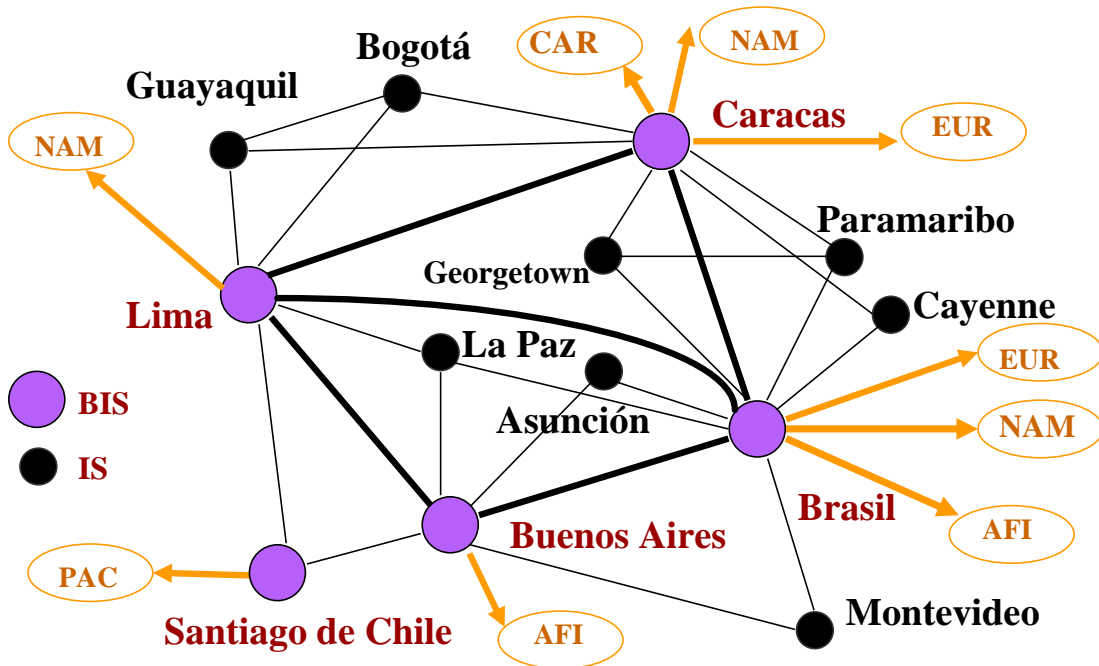 CAR
NAM
Bogotá
Guayaquil
Caracas
EUR
NAM
Paramaribo
Georgetown
Cayenne
Lima
La Paz
EUR
BIS
Asunción
NAM
IS
Brasil
Buenos Aires
AFI
PAC
Santiago de Chile
AFI
Montevideo